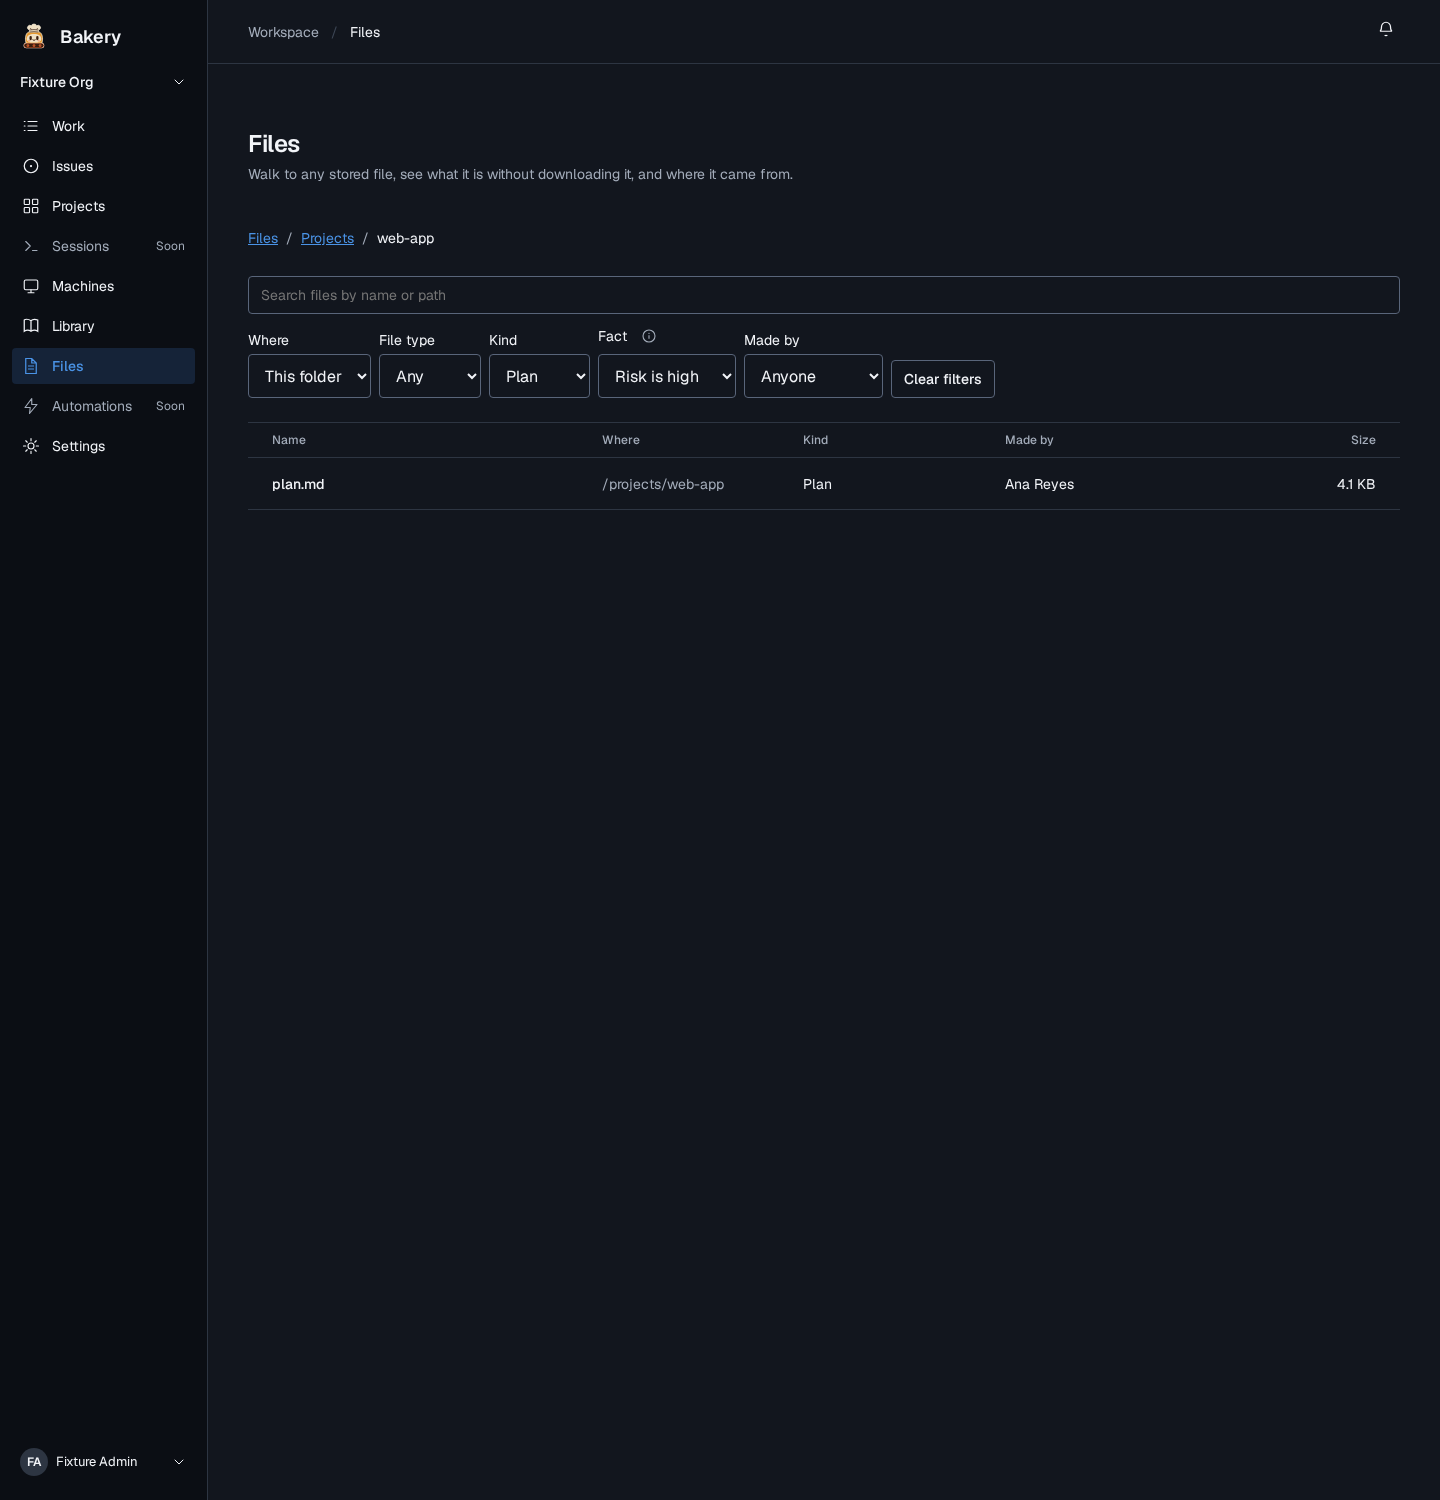 Bakery
Fixture Org
Work
Issues
Projects
Sessions Soon
Machines
Library
Files
Automations Soon
Settings
FA Fixture Admin
Workspace / Files
Files
Walk to any stored file, see what it is without downloading it, and where it came from.
Files / Projects / web-app
Search files by name or path
Where File type Kind Fact Made by
This folder Any Plan Risk is high Anyone Clear filters
Name Where Kind Made by Size
plan.md /projects/web-app Plan Ana Reyes 4.1 KB